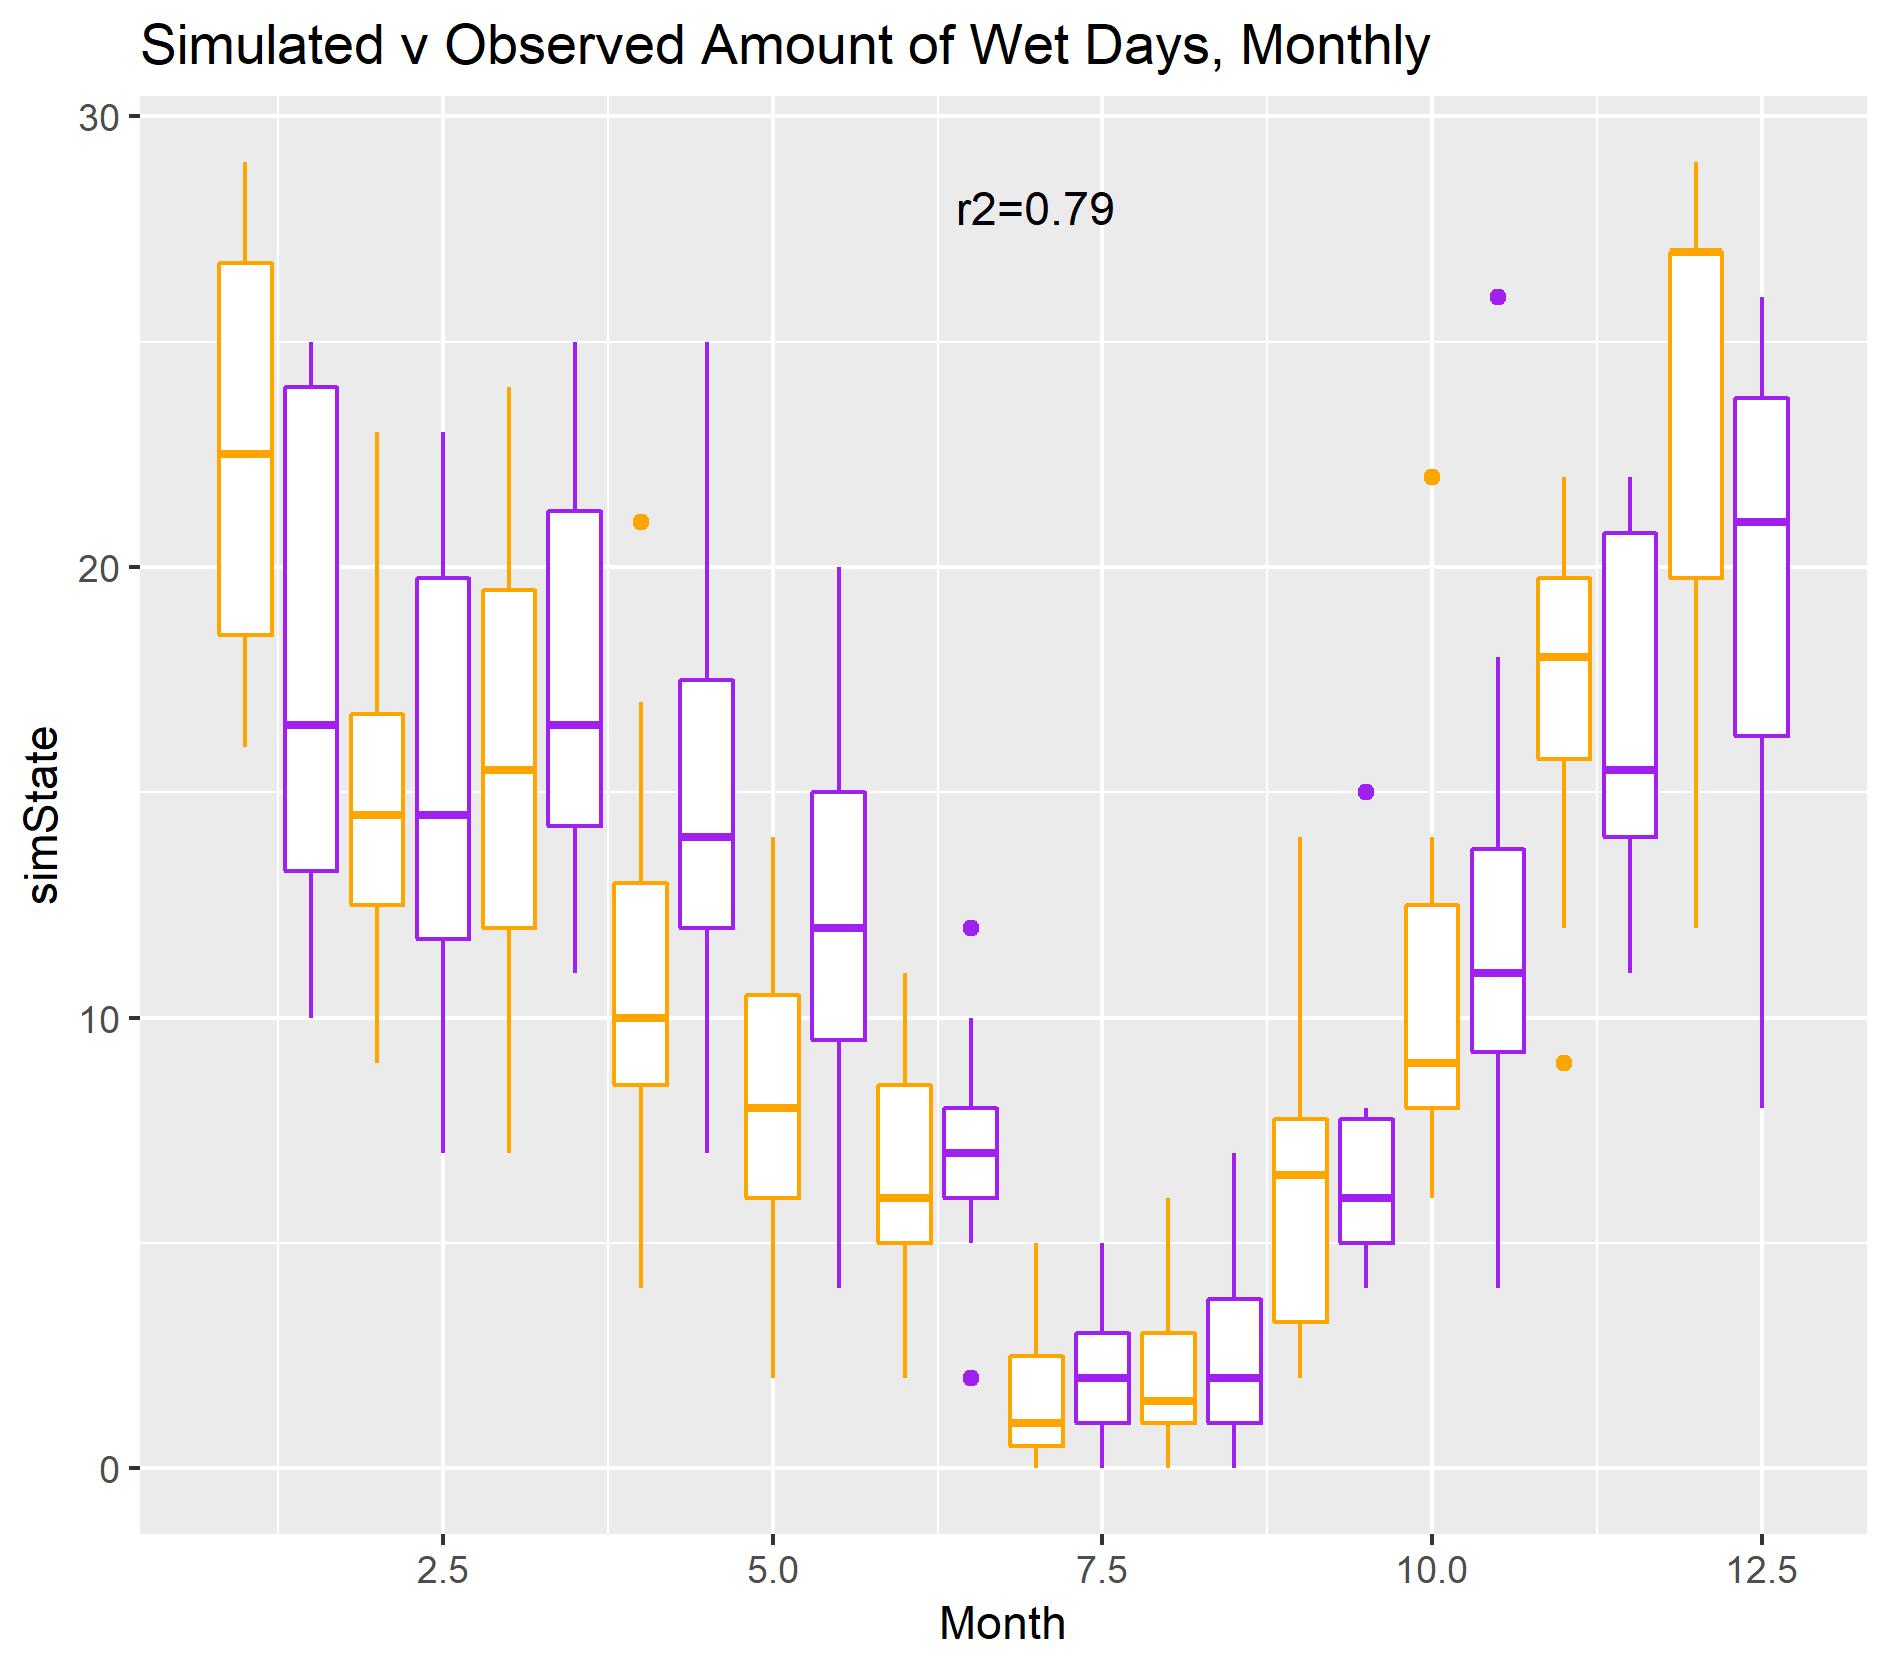 Simulated v Observed Amount of Wet Days, Monthly
30
r2=0.79
20
simState
10
0
2.5 5.0 7.5 10.0 12.5
Month